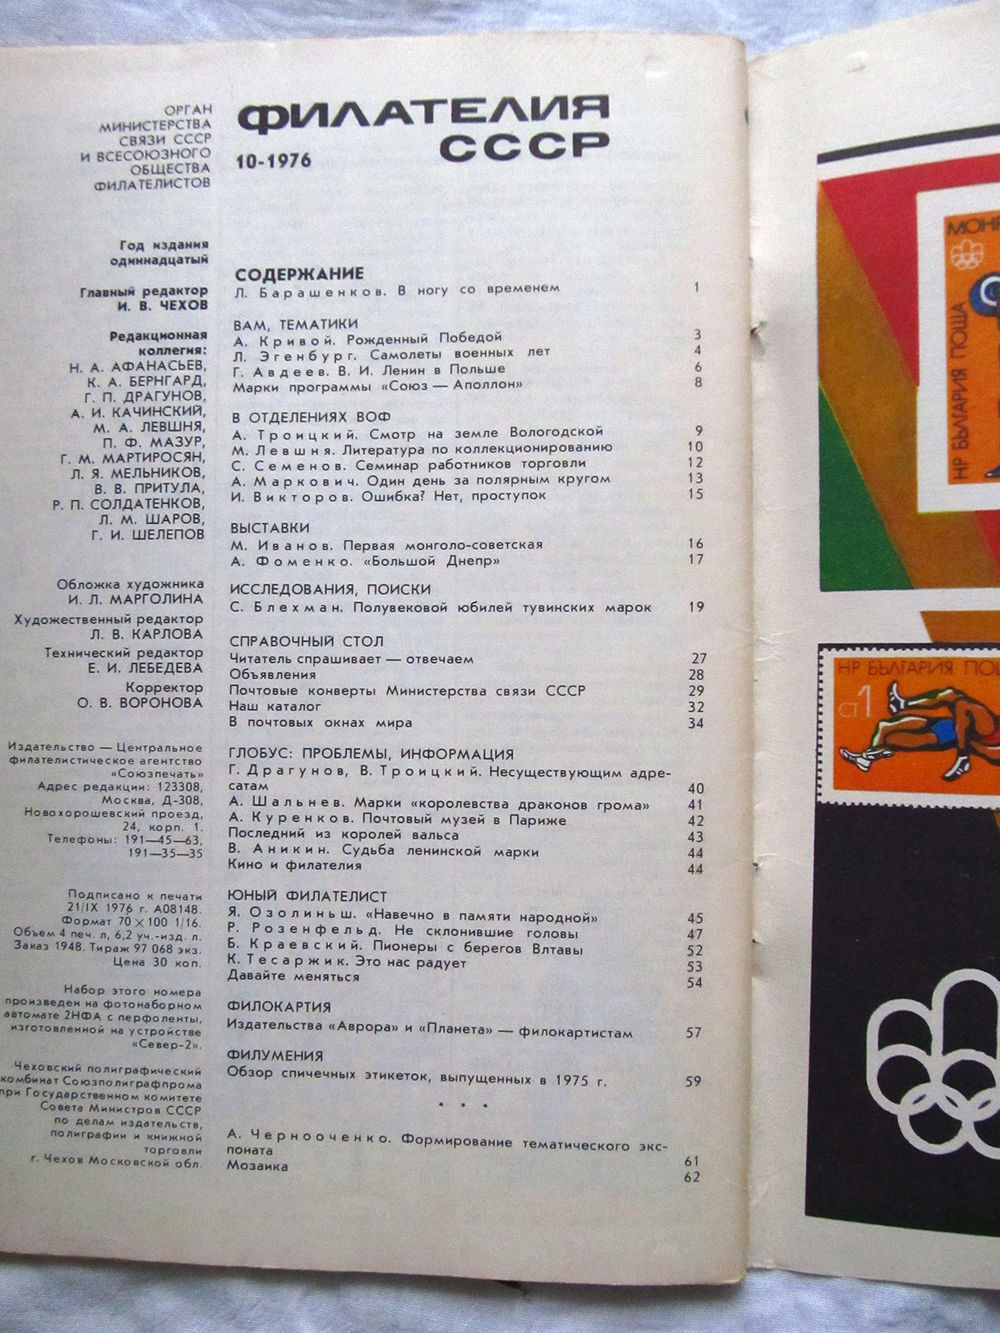 ОРГАН
МИНИСТЕРСТВА
СВЯЗИ СССР
И ВСЕСОЮЗНОГО
ОБЩЕСТВА
ФИЛАТЕЛИСТОВ
ФИЛАТЕЛИЯ
СССР
10-1976
Год издания
одиннадцатый
Главный редактор
И. В. ЧЕХОВ
Редакционная
коллегия:
Н. А. АФАНАСЬЕВ,
К. А. БЕРНГАРД,
Г. П. ДРАГУНОВ,
А. И. КАЧИНСКИЙ,
М. А. ЛЕВШНЯ,
П. Ф. МАЗУР,
Г. М. МАРТИРОСЯН,
Л. Я. МЕЛЬНИКОВ,
В. В. ПРИТУЛА,
Р. П. СОЛДАТЕНКОВ,
Л. М. ШАРОВ,
Г. И. ШЕЛЕПОВ
Обложка художника
И. Л. МАРГОЛИНА
Художественный редактор
Л. В. КАРЛОВА
Технический редактор
Е. И. ЛЕБЕДЕВА
Корректор
О. В. ВОРОНОВА
Издательство — Центральное
филателистическое агентство
«Союзпечать»
Адрес редакции: 123308,
Москва, Д-308,
Новохорошевский проезд,
24, корп. 1.
Телефоны: 191—45—63,
191—35—35
Подписано к печати
21/IX 1976 г. А08148.
Формат 70×100 1/16.
Объем 4 печ. л, 6,2 уч.-изд. л.
Заказ 1948. Тираж 97 068 экз.
Цена 30 коп.
Набор этого номера
произведен на фотонаборном
автомате 2НФА с перфоленты,
изготовленной на устройстве
«Север-2».
Чеховский полиграфический
комбинат Союзполиграфпрома
при Государственном комитете
Совета Министров СССР
по делам издательств,
полиграфии и книжной
торговли
г. Чехов Московской обл.
СОДЕРЖАНИЕ
Л. Барашенков. В ногу со временем 1
ВАМ, ТЕМАТИКИ
А. Кривой. Рожденный Победой 3
Л. Эгенбург. Самолеты военных лет 4
Г. Авдеев. В. И. Ленин в Польше 6
Марки программы «Союз — Аполлон» 8
В ОТДЕЛЕНИЯХ ВОФ
А. Троицкий. Смотр на земле Вологодской 9
М. Левшня. Литература по коллекционированию 10
С. Семенов. Семинар работников торговли 12
А. Маркович. Один день за полярным кругом 13
И. Викторов. Ошибка? Нет, проступок 15
ВЫСТАВКИ
М. Иванов. Первая монголо-советская 16
А. Фоменко. «Большой Днепр» 17
ИССЛЕДОВАНИЯ, ПОИСКИ
С. Блехман. Полувековой юбилей тувинских марок 19
СПРАВОЧНЫЙ СТОЛ
Читатель спрашивает — отвечаем 27
Объявления 28
Почтовые конверты Министерства связи СССР 29
Наш каталог 32
В почтовых окнах мира 34
ГЛОБУС: ПРОБЛЕМЫ, ИНФОРМАЦИЯ
Г. Драгунов, В. Троицкий. Несуществующим адре-
сатам 40
А. Шальнев. Марки «королевства драконов грома» 41
А. Куренков. Почтовый музей в Париже 42
Последний из королей вальса 43
В. Аникин. Судьба ленинской марки 44
Кино и филателия 44
ЮНЫЙ ФИЛАТЕЛИСТ
Я. Озолиньш. «Навечно в памяти народной» 45
Р. Розенфельд. Не склонившие головы 47
Б. Краевский. Пионеры с берегов Влтавы 52
К. Тесаржик. Это нас радует 53
Давайте меняться 54
ФИЛОКАРТИЯ
Издательства «Аврора» и «Планета» — филокартистам 57
ФИЛУМЕНИЯ
Обзор спичечных этикеток, выпущенных в 1975 г. 59
А. Чернооченко. Формирование тематического экс-
поната 61
Мозаика 62
НР БЪЛГАРИЯ ПОЩА
НР БЪЛГАРИЯ
ст 1